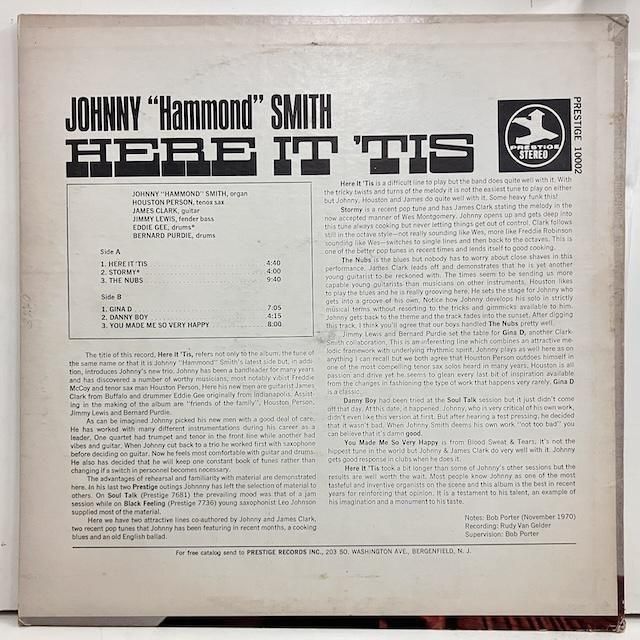 JOHNNY "Hammond" SMITH
HERE IT 'TIS
PRESTIGE
STEREO
PRESTIGE 10002
JOHNNY "HAMMOND" SMITH, organ
HOUSTON PERSON, tenor sax
JAMES CLARK, guitar
JIMMY LEWIS, fender bass
EDDIE GEE, drums*
BERNARD PURDIE, drums
Side A
1. HERE IT 'TIS 4:40
2. STORMY* 4:00
3. THE NUBS 9:40
Side B
1. GINA D 7:05
2. DANNY BOY 4:15
3. YOU MADE ME SO VERY HAPPY 8:00
The title of this record, Here It 'Tis, refers not only to the album, the tune of
the same name or that it is Johnny "Hammond" Smith's latest side but, in addi-
tion, introduces Johnny's new trio. Johnny has been a bandleader for many years
and has discovered a number of worthy musicians, most notably vibist Freddie
McCoy and tenor sax man Houston Person. Here his new men are guitarist James
Clark from Buffalo and drummer Eddie Gee originally from Indianapolis. Assist-
ing in the making of the album are "friends of the family", Houston Person,
Jimmy Lewis and Bernard Purdie.
As can be imagined Johnny picked his new men with a good deal of care.
He has worked with many different instrumentations during his career as a
leader. One quartet had trumpet and tenor in the front line while another had
vibes and guitar. When Johnny cut back to a trio he worked first with saxophone
before deciding on guitar. Now he feels most comfortable with guitar and drums.
He also has decided that he will keep one constant book of tunes rather than
changing if a switch in personnel becomes necessary.
The advantages of rehearsal and familiarity with material are demonstrated
here. In his last two Prestige outings Johnny has left the selection of material to
others. On Soul Talk (Prestige 7681) the prevailing mood was that of a jam
session while on Black Feeling (Prestige 7736) young saxophonist Leo Johnson
supplied most of the material.
Here we have two attractive lines co-authored by Johnny and James Clark,
two recent pop tunes that Johnny has been featuring in recent months, a cooking
blues and an old English ballad.
Here It 'Tis is a difficult line to play but the band does quite well with it. With
the tricky twists and turns of the melody it is not the easiest tune to play on either
but Johnny, Houston and James do quite well with it. Some heavy funk this!
Stormy is a recent pop tune and has James Clark stating the melody in the
now accepted manner of Wes Montgomery. Johnny opens up and gets deep into
this tune always cooking but never letting things get out of control. Clark follows
still in the octave style—not really sounding like Wes, more like Freddie Robinson
sounding like Wes—switches to single lines and then back to the octaves. This is
one of the better pop tunes in recent times and lends itself to good cooking.
The Nubs is the blues but nobody has to worry about close shaves in this
performance. James Clark leads off and demonstrates that he is yet another
young guitarist to be reckoned with. The times seem to be sending us more
capable young guitarists than musicians on other instruments. Houston likes
to play the blues and he is really grooving here. He sets the stage for Johnny who
gets into a groove of his own. Notice how Johnny develops his solo in strictly
musical terms without resorting to the tricks and gimmicks available to him.
Johnny gets back to the theme and the track fades into the sunset. After digging
this track, I think you'll agree that our boys handled The Nubs pretty well.
Jimmy Lewis and Bernard Purdie set the table for Gina D, another Clark-
Smith collaboration. This is an interesting line which combines an attractive me-
lodic framework with underlying rhythmic spirit. Johnny plays as well here as on
anything I can recall but we both agree that Houston Person outdoes himself in
one of the most compelling tenor sax solos heard in many years. Houston is all
passion and drive yet he seems to glean every last bit of inspiration available
from the changes in fashioning the type of work that happens very rarely. Gina D
is a classic.
Danny Boy had been tried at the Soul Talk session but it just didn't come
off that day. At this date, it happened. Johnny, who is very critical of his own work,
didn't even like this version at first. But after hearing a test pressing, he decided
that it wasn't bad. When Johnny Smith deems his own work "not too bad" you
can believe that it's damn good.
You Made Me So Very Happy is from Blood Sweat & Tears. It's not the
hippest tune in the world but Johnny & James Clark do very well with it. Johnny
gets good response in clubs when he does it.
Here It 'Tis took a bit longer than some of Johnny's other sessions but the
results are well worth the wait. Most people know Johnny as one of the most
tasteful and inventive organists on the scene and this album is the best in recent
years for reinforcing that opinion. It is a testament to his talent, an example of
his imagination and a monument to his taste.
Notes: Bob Porter (November 1970)
Recording: Rudy Van Gelder
Supervision: Bob Porter
For free catalog send to PRESTIGE RECORDS INC., 203 SO. WASHINGTON AVE., BERGENFIELD, N. J.